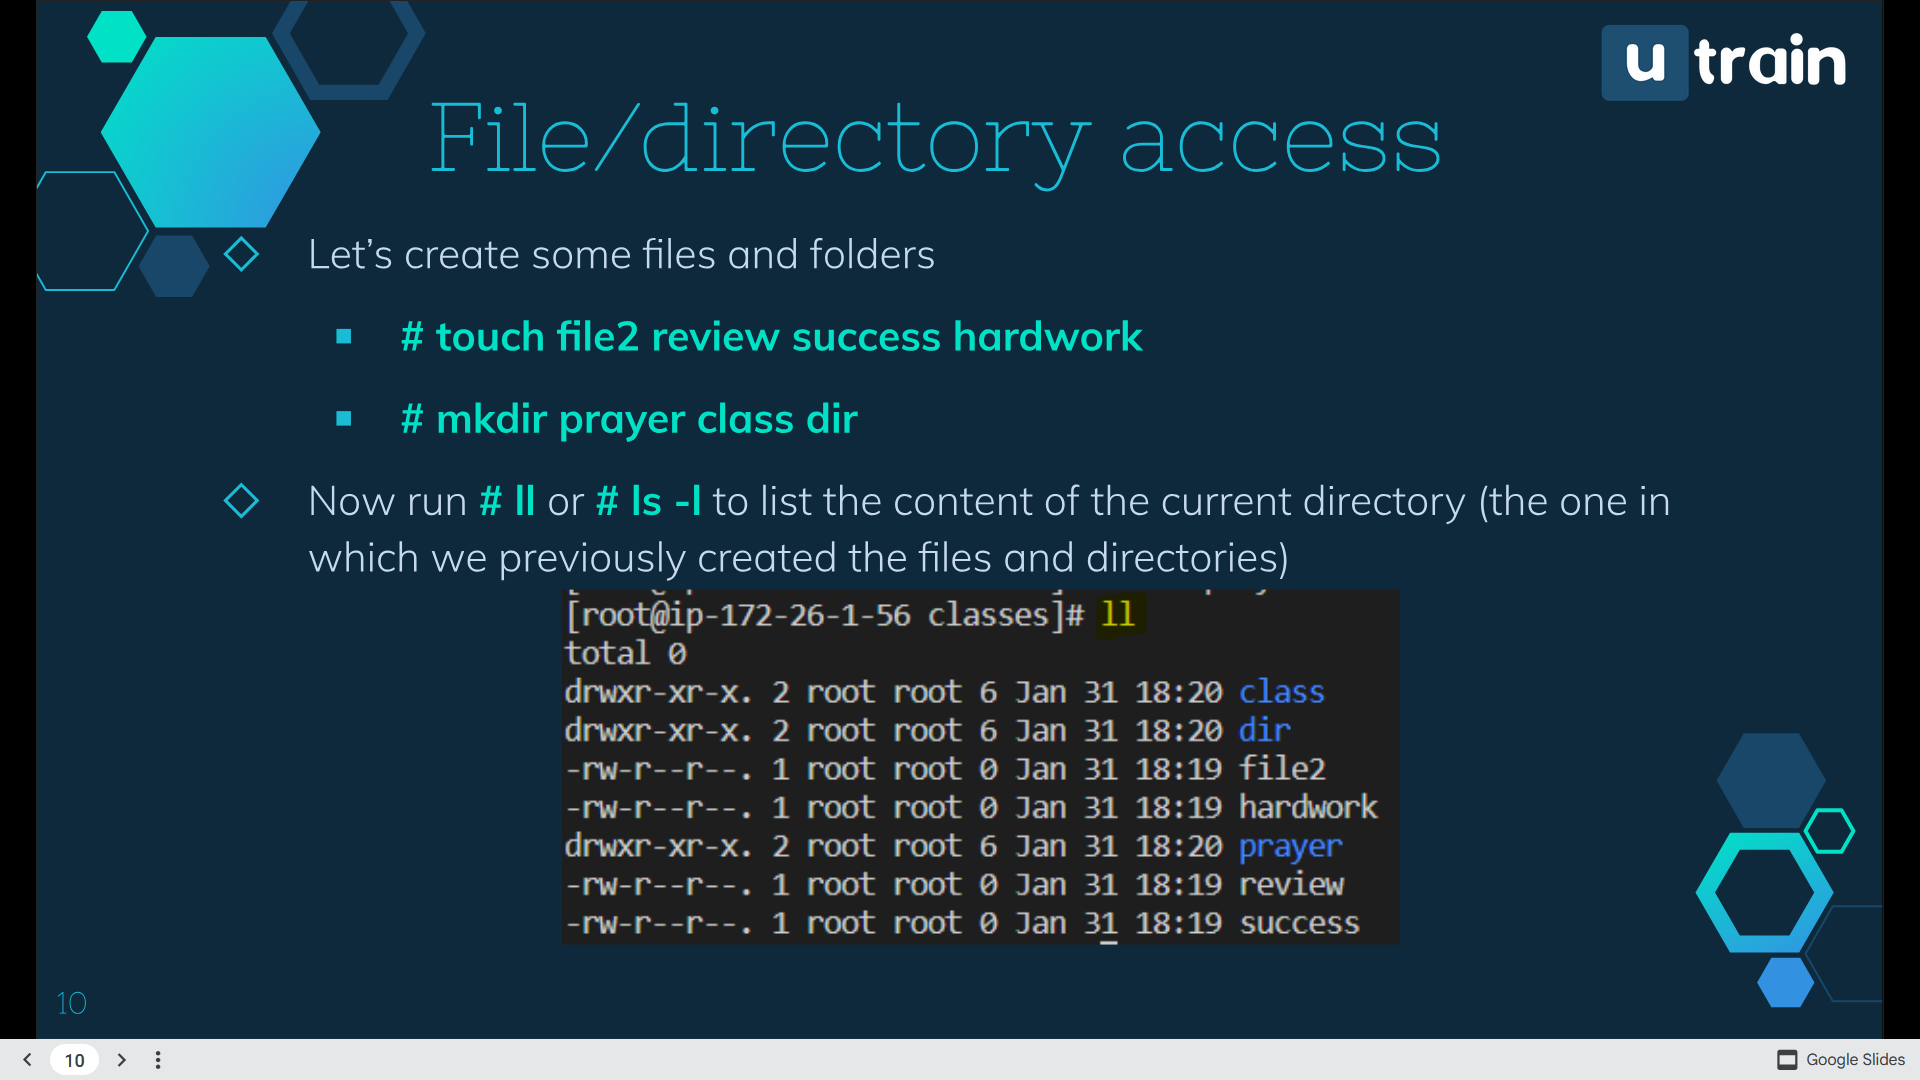 u train
File/directory access
Let’s create some files and folders
# touch file2 review success hardwork
# mkdir prayer class dir
Now run # ll or # ls -l to list the content of the current directory (the one in
which we previously created the files and directories)
[root@ip-172-26-1-56 classes]# ll
total 0
drwxr-xr-x. 2 root root 6 Jan 31 18:20 class
drwxr-xr-x. 2 root root 6 Jan 31 18:20 dir
-rw-r--r--. 1 root root 0 Jan 31 18:19 file2
-rw-r--r--. 1 root root 0 Jan 31 18:19 hardwork
drwxr-xr-x. 2 root root 6 Jan 31 18:20 prayer
-rw-r--r--. 1 root root 0 Jan 31 18:19 review
-rw-r--r--. 1 root root 0 Jan 31 18:19 success
10
10
Google Slides